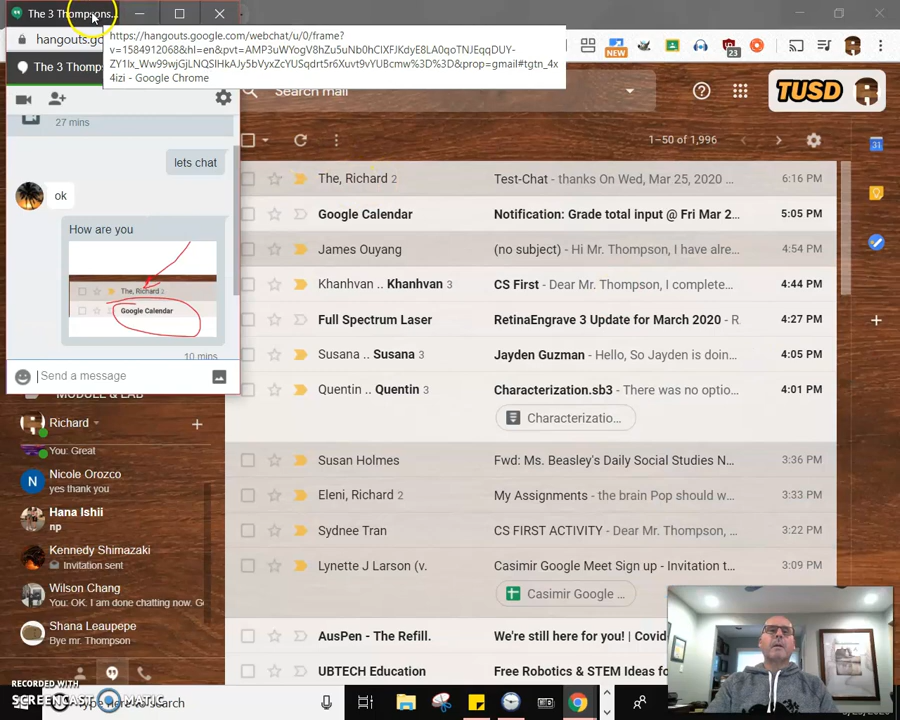 The 3 Thompsons...
https://hangouts.google.com/webchat/u/0/frame?
v=1584912068&hl=en&pvt=AMP3uWYogV8hZu5uNb0hCIXFJKdyE8LA0qoTNJEqqDUY-
ZY1lx_Ww99wjGjLNQSIHkAJy5bVyxZcYUSqdrt5r6Xuvt9vYUBcmw%3D%3D&prop=gmail#tgtn_4x
4izi - Google Chrome
hangouts.go
NEW
23
The 3 Thomp
Search mail
TUSD
27 mins
1–50 of 1,996
lets chat
ok
How are you
The, Richard 2
Google Calendar
10 mins
Send a message
The, Richard 2
Test-Chat - thanks On Wed, Mar 25, 2020 ...
6:16 PM
Google Calendar
Notification: Grade total input @ Fri Mar 2...
5:05 PM
James Ouyang
(no subject) - Hi Mr. Thompson, I have alre...
4:54 PM
Khanhvan .. Khanhvan 3
CS First - Dear Mr. Thompson, I complete...
4:44 PM
Full Spectrum Laser
RetinaEngrave 3 Update for March 2020 - R
4:27 PM
Susana .. Susana 3
Jayden Guzman - Hello, So Jayden is doin...
4:05 PM
Quentin .. Quentin 3
Characterization.sb3 - There was no optio...
4:01 PM
Characterizatio...
Susan Holmes
Fwd: Ms. Beasley's Daily Social Studies N...
3:36 PM
Eleni, Richard 2
My Assignments - the brain Pop should w...
3:33 PM
Sydnee Tran
CS FIRST ACTIVITY - Dear Mr. Thompson, ...
3:22 PM
Lynette J Larson (v.
Casimir Google Meet Sign up - Invitation t...
3:09 PM
Casimir Google ...
AusPen - The Refill.
We're still here for you! | Covid
UBTECH Education
Free Robotics & STEM Ideas fo
MODULE & LAB
Richard
You: Great
N
Nicole Orozco
yes thank you
Hana Ishii
np
Kennedy Shimazaki
Invitation sent
Wilson Chang
You: OK. I am done chatting now. G
Shana Leaupepe
Bye mr. Thompson
31
RECORDED WITH
SCREENCAST MATIC
Type here to search